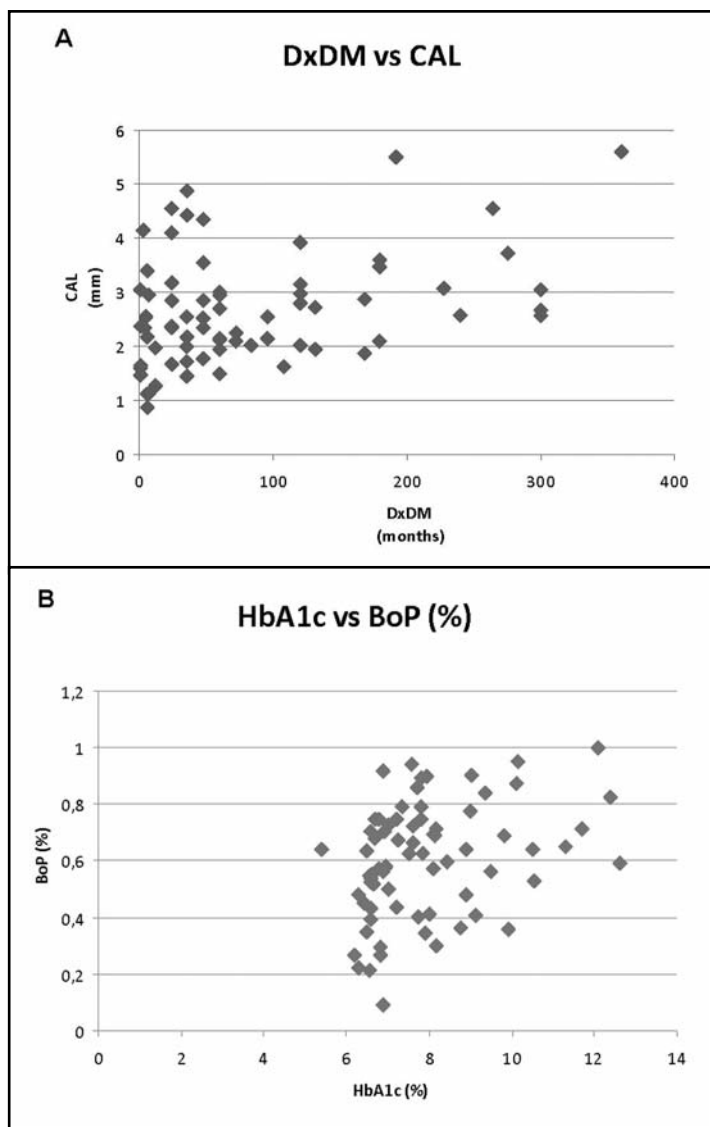 A
DxDM vs CAL
6
5
4
3
2
1
0
CAL
(mm)
0 100 200 300 400
DxDM
(months)
B
HbA1c vs BoP (%)
1,2
1
0,8
0,6
0,4
0,2
0
BoP (%)
0 2 4 6 8 10 12 14
HbA1c (%)